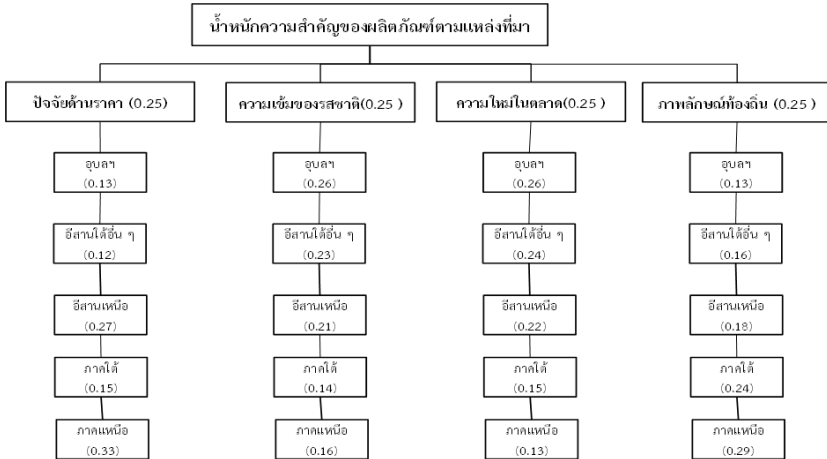 น้ำหนักความสำคัญของผลิตภัณฑ์ตามแหล่งที่มา
ปัจจัยด้านราคา (0.25)
ความเข้มของรสชาติ(0.25 )
ความใหม่ในตลาด(0.25 )
ภาพลักษณ์ท้องถิ่น (0.25 )
อุบลฯ
(0.13)
อุบลฯ
(0.26)
อุบลฯ
(0.26)
อุบลฯ
(0.13)
อีสานใต้อื่น ๆ
(0.12)
อีสานใต้อื่น ๆ
(0.23)
อีสานใต้อื่น ๆ
(0.24)
อีสานใต้อื่น ๆ
(0.16)
อีสานเหนือ
(0.27)
อีสานเหนือ
(0.21)
อีสานเหนือ
(0.22)
อีสานเหนือ
(0.18)
ภาคใต้
(0.15)
ภาคใต้
(0.14)
ภาคใต้
(0.15)
ภาคใต้
(0.24)
ภาคเหนือ
(0.33)
ภาคเหนือ
(0.16)
ภาคเหนือ
(0.13)
ภาคเหนือ
(0.29)